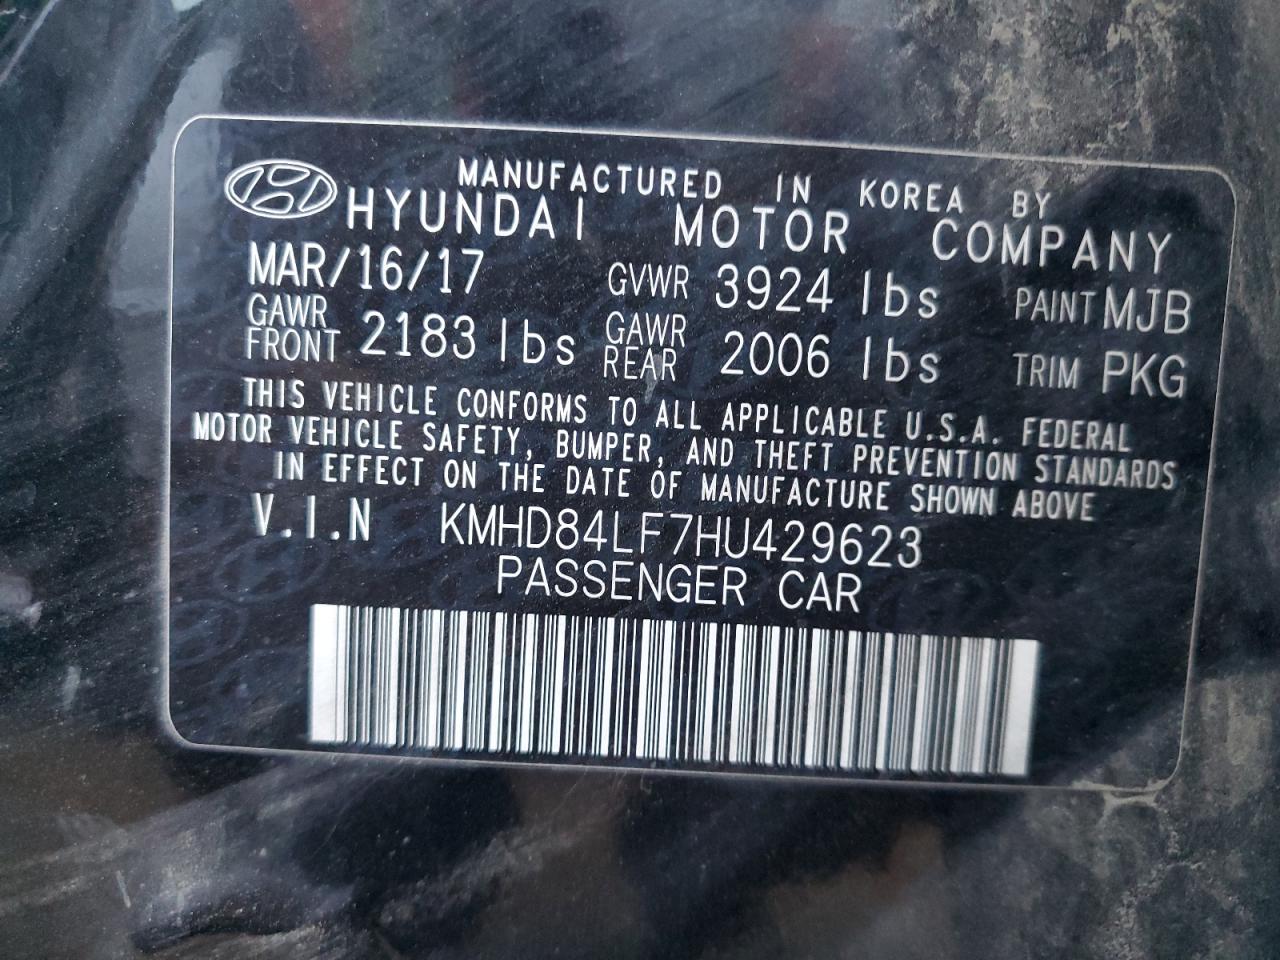 MANUFACTURED IN KOREA BY
HYUNDAI MOTOR COMPANY
MAR/16/17 GVWR 3924 lbs PAINT MJB
GAWR FRONT 2183 lbs GAWR REAR 2006 lbs TRIM PKG
THIS VEHICLE CONFORMS TO ALL APPLICABLE U.S.A. FEDERAL
MOTOR VEHICLE SAFETY, BUMPER, AND THEFT PREVENTION STANDARDS
IN EFFECT ON THE DATE OF MANUFACTURE SHOWN ABOVE
V.I.N KMHD84LF7HU429623
PASSENGER CAR